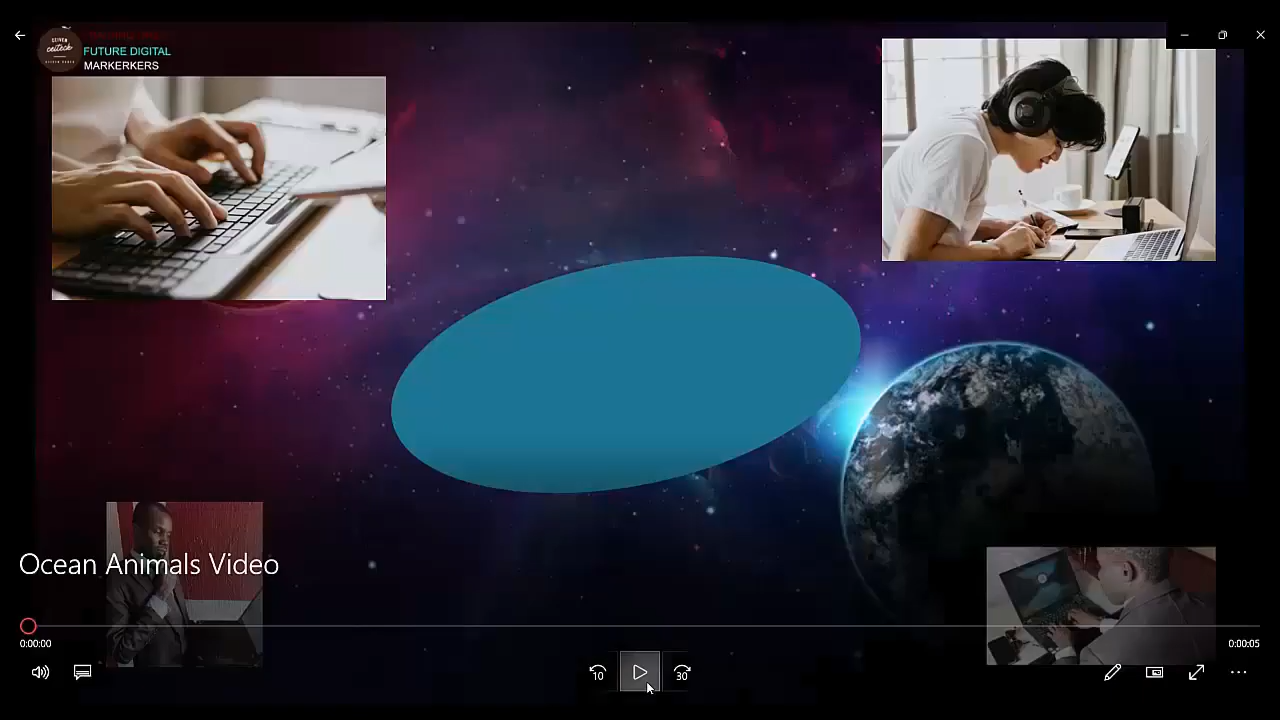 FUTURE DIGITAL
MARKERKERS
Ocean Animals Video
0:00:00
0:00:05
10
30